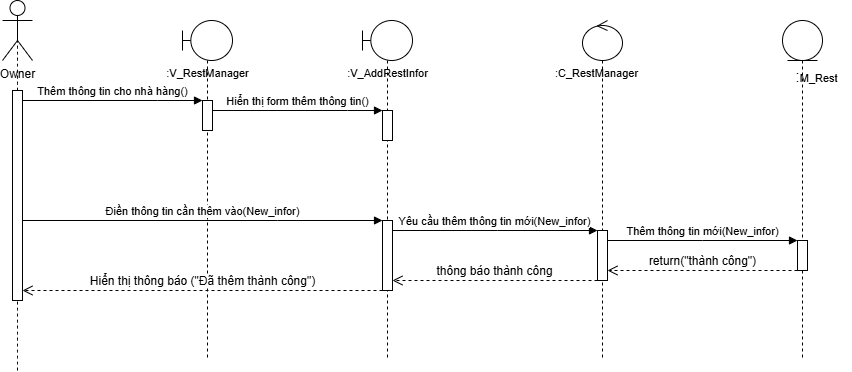 Owner
:V_RestManager
:V_AddRestInfor
:C_RestManager
:M_Rest
Thêm thông tin cho nhà hàng()
Hiển thị form thêm thông tin()
Điền thông tin cần thêm vào(New_infor)
Yêu cầu thêm thông tin mới(New_infor)
Thêm thông tin mới(New_infor)
return("thành công")
thông báo thành công
Hiển thị thông báo ("Đã thêm thành công")